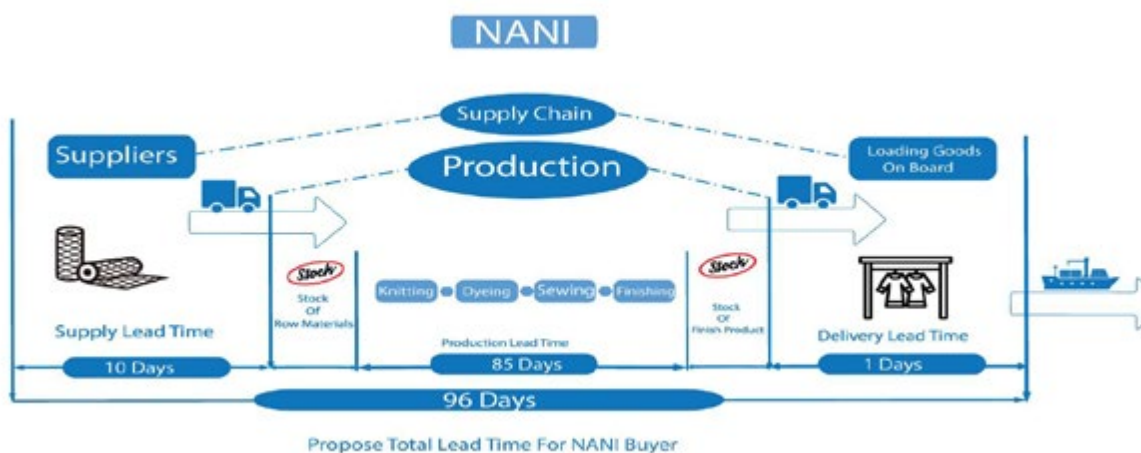 NANI
Supply Chain
Suppliers
Production
Loading Goods
On Board
Stock
Stock
Of
Row Materials
Knitting
Dyeing
Sewing
Finishing
Stock
Stock
Of
Finish Product
Supply Lead Time
Production Lead Time
Delivery Lead Time
10 Days
85 Days
1 Days
96 Days
Propose Total Lead Time For NANI Buyer